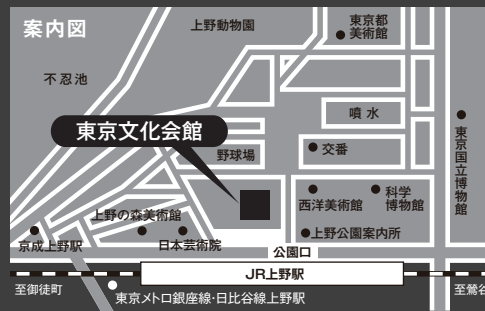 案内図
上野動物園
東京都
美術館
不忍池
噴水
東京文化会館
野球場
交番
東京国立博物館
西洋美術館
科学
博物館
上野の森美術館
上野公園案内所
京成上野駅
日本芸術院
公園口
JR上野駅
至御徒町
東京メトロ銀座線・日比谷線上野駅
至鶯谷